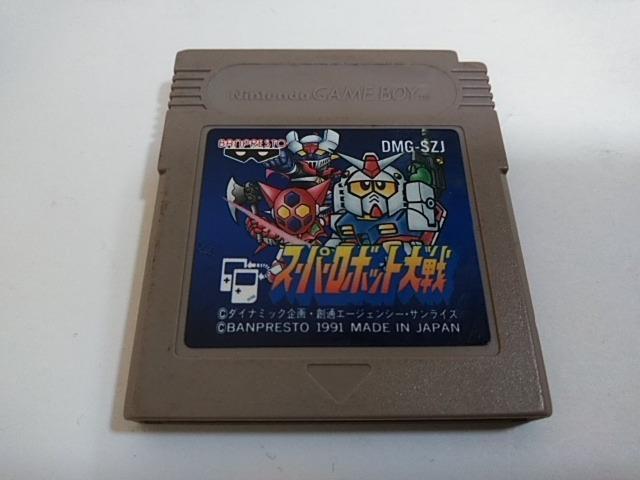 Nintendo GAME BOY™
BANPRESTO
DMG-SZJ
スーパーロボット大戦
©ダイナミック企画・創通エージェンシー・サンライズ
©BANPRESTO 1991 MADE IN JAPAN